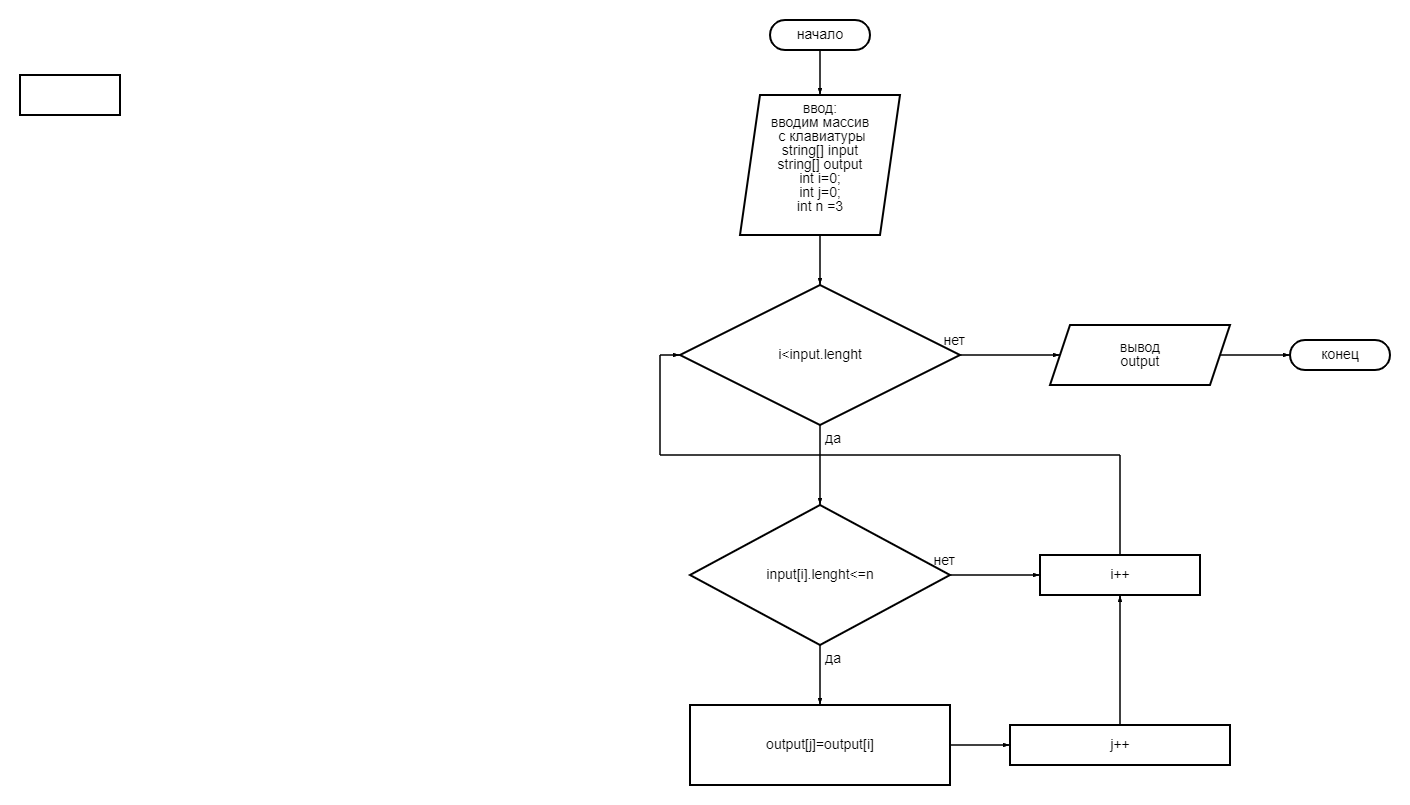 начало
ввод:
вводим массив
с клавиатуры
string[] input
string[] output
int i=0;
int j=0;
int n =3
i<input.lenght
нет
вывод
output
конец
да
input[i].lenght<=n
нет
i++
да
output[j]=output[i]
j++